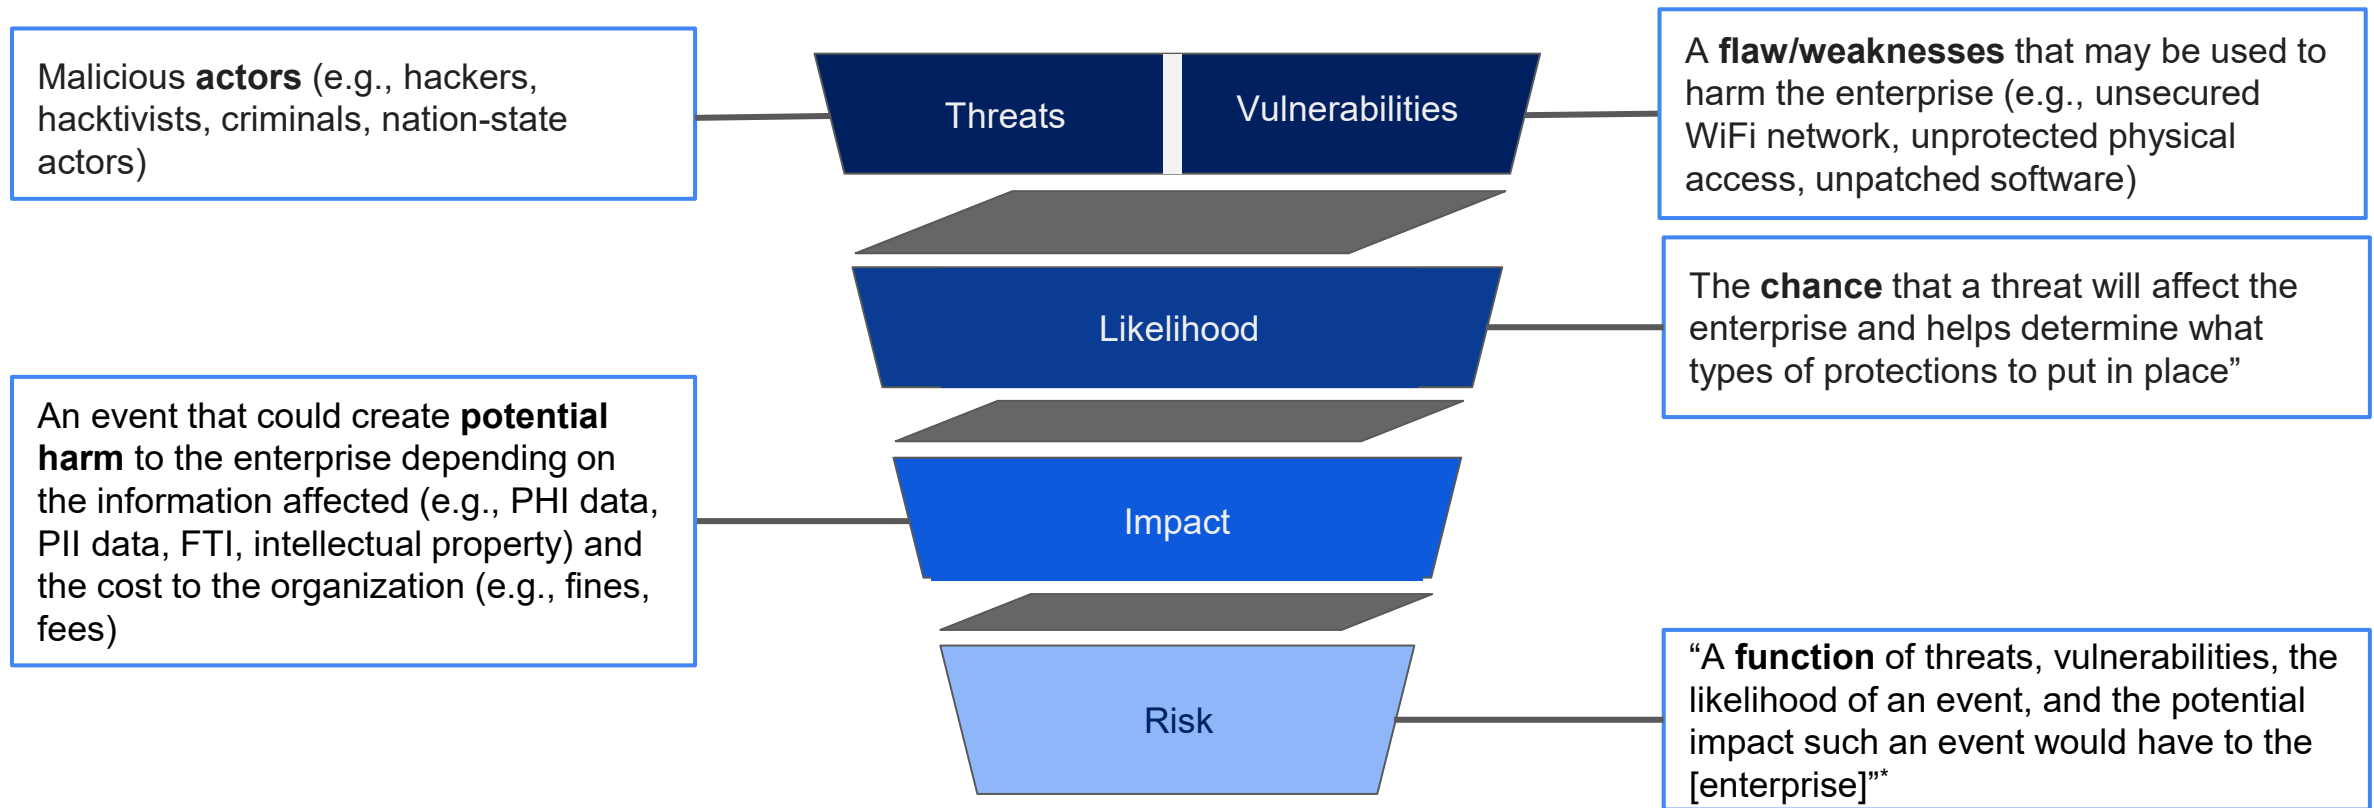 Malicious actors (e.g., hackers,
hacktivists, criminals, nation-state
actors)
Threats
Vulnerabilities
A flaw/weaknesses that may be used to
harm the enterprise (e.g., unsecured
WiFi network, unprotected physical
access, unpatched software)
Likelihood
The chance that a threat will affect the
enterprise and helps determine what
types of protections to put in place”
An event that could create potential
harm to the enterprise depending on
the information affected (e.g., PHI data,
PII data, FTI, intellectual property) and
the cost to the organization (e.g., fines,
fees)
Impact
Risk
“A function of threats, vulnerabilities, the
likelihood of an event, and the potential
impact such an event would have to the
[enterprise]”*